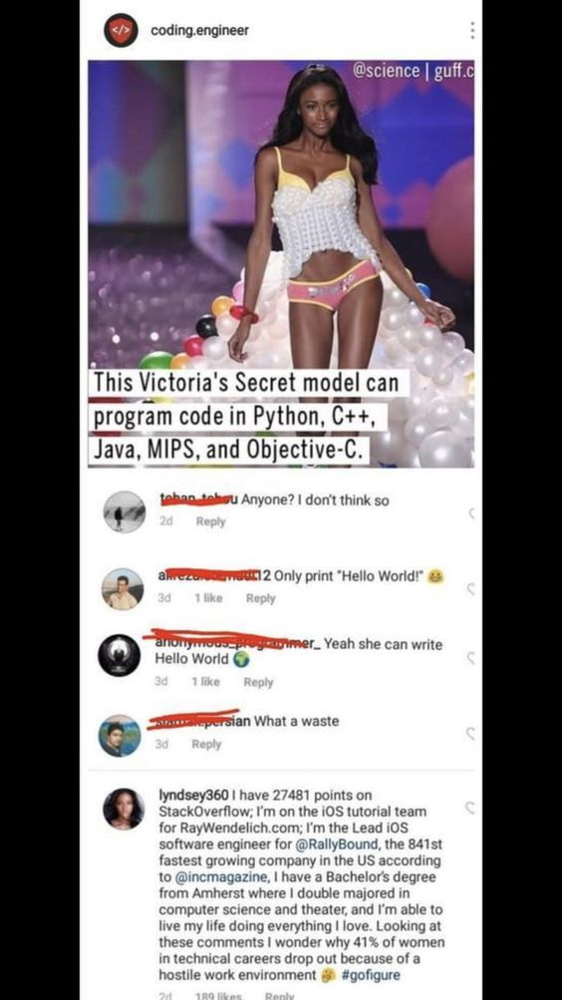 coding.engineer
@science | guff.c
This Victoria's Secret model can
program code in Python, C++,
Java, MIPS, and Objective-C.
Anyone? I don't think so
2d Reply
12 Only print "Hello World!" 😃
3d 1 like Reply
mer_ Yeah she can write
Hello World 🌍
3d 1 like Reply
sian What a waste
3d Reply
lyndsey360 I have 27481 points on
StackOverflow; I'm on the iOS tutorial team
for RayWendelich.com; I'm the Lead iOS
software engineer for @RallyBound, the 841st
fastest growing company in the US according
to @incmagazine, I have a Bachelor's degree
from Amherst where I double majored in
computer science and theater, and I'm able to
live my life doing everything I love. Looking at
these comments I wonder why 41% of women
in technical careers drop out because of a
hostile work environment 🤔 #gofigure
2d 189 likes Reply